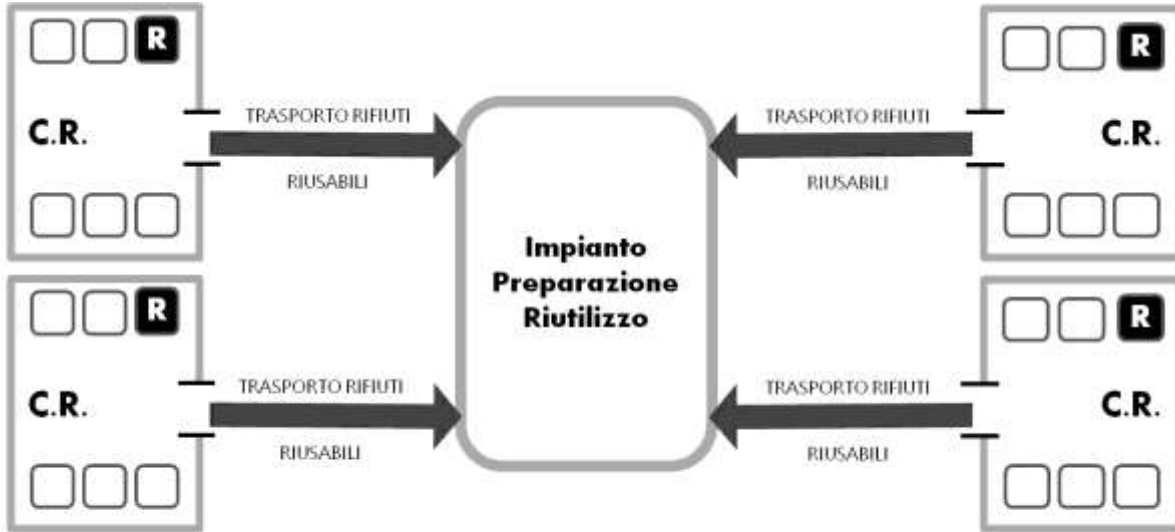 R
C.R.
TRASPORTO RIFIUTI
RIUSABILI
R
C.R.
TRASPORTO RIFIUTI
RIUSABILI
Impianto
Preparazione
Riutilizzo
R
TRASPORTO RIFIUTI
C.R.
RIUSABILI
R
TRASPORTO RIFIUTI
C.R.
RIUSABILI